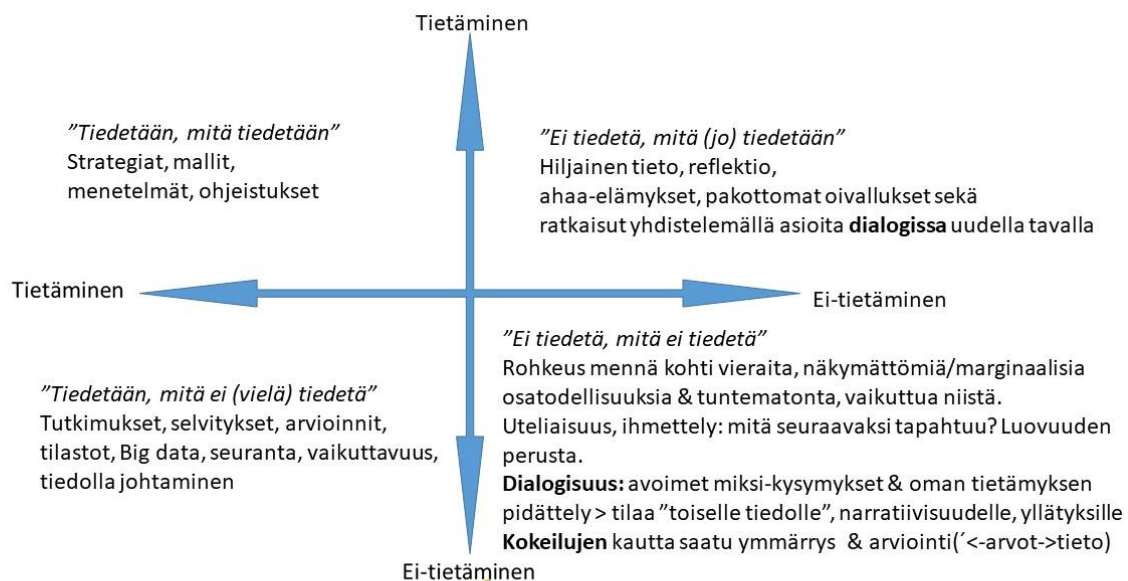 Tietäminen
”Tiedetään, mitä tiedetään”
Strategiat, mallit,
menetelmät, ohjeistukset
”Ei tiedetä, mitä (jo) tiedetään”
Hiljainen tieto, reflektio,
ahaa-elämykset, pakottomat oivallukset sekä
ratkaisut yhdistelemällä asioita dialogissa uudella tavalla
Tietäminen
Ei-tietäminen
”Tiedetään, mitä ei (vielä) tiedetä”
Tutkimukset, selvitykset, arvioinnit,
tilastot, Big data, seuranta, vaikuttavuus,
tiedolla johtaminen
”Ei tiedetä, mitä ei tiedetä”
Rohkeus mennä kohti vieraita, näkymättömiä/marginaalisia
osatodellisuuksia & tuntematonta, vaikuttua niistä.
Uteliaisuus, ihmettely: mitä seuraavaksi tapahtuu? Luovuuden
perusta.
Dialogisuus: avoimet miksi-kysymykset & oman tietämyksen
pidättely > tilaa ”toiselle tiedolle”, narratiivisuudelle, yllätyksille
Kokeilujen kautta saatu ymmärrys & arviointi(´<-arvot->tieto)
Ei-tietäminen